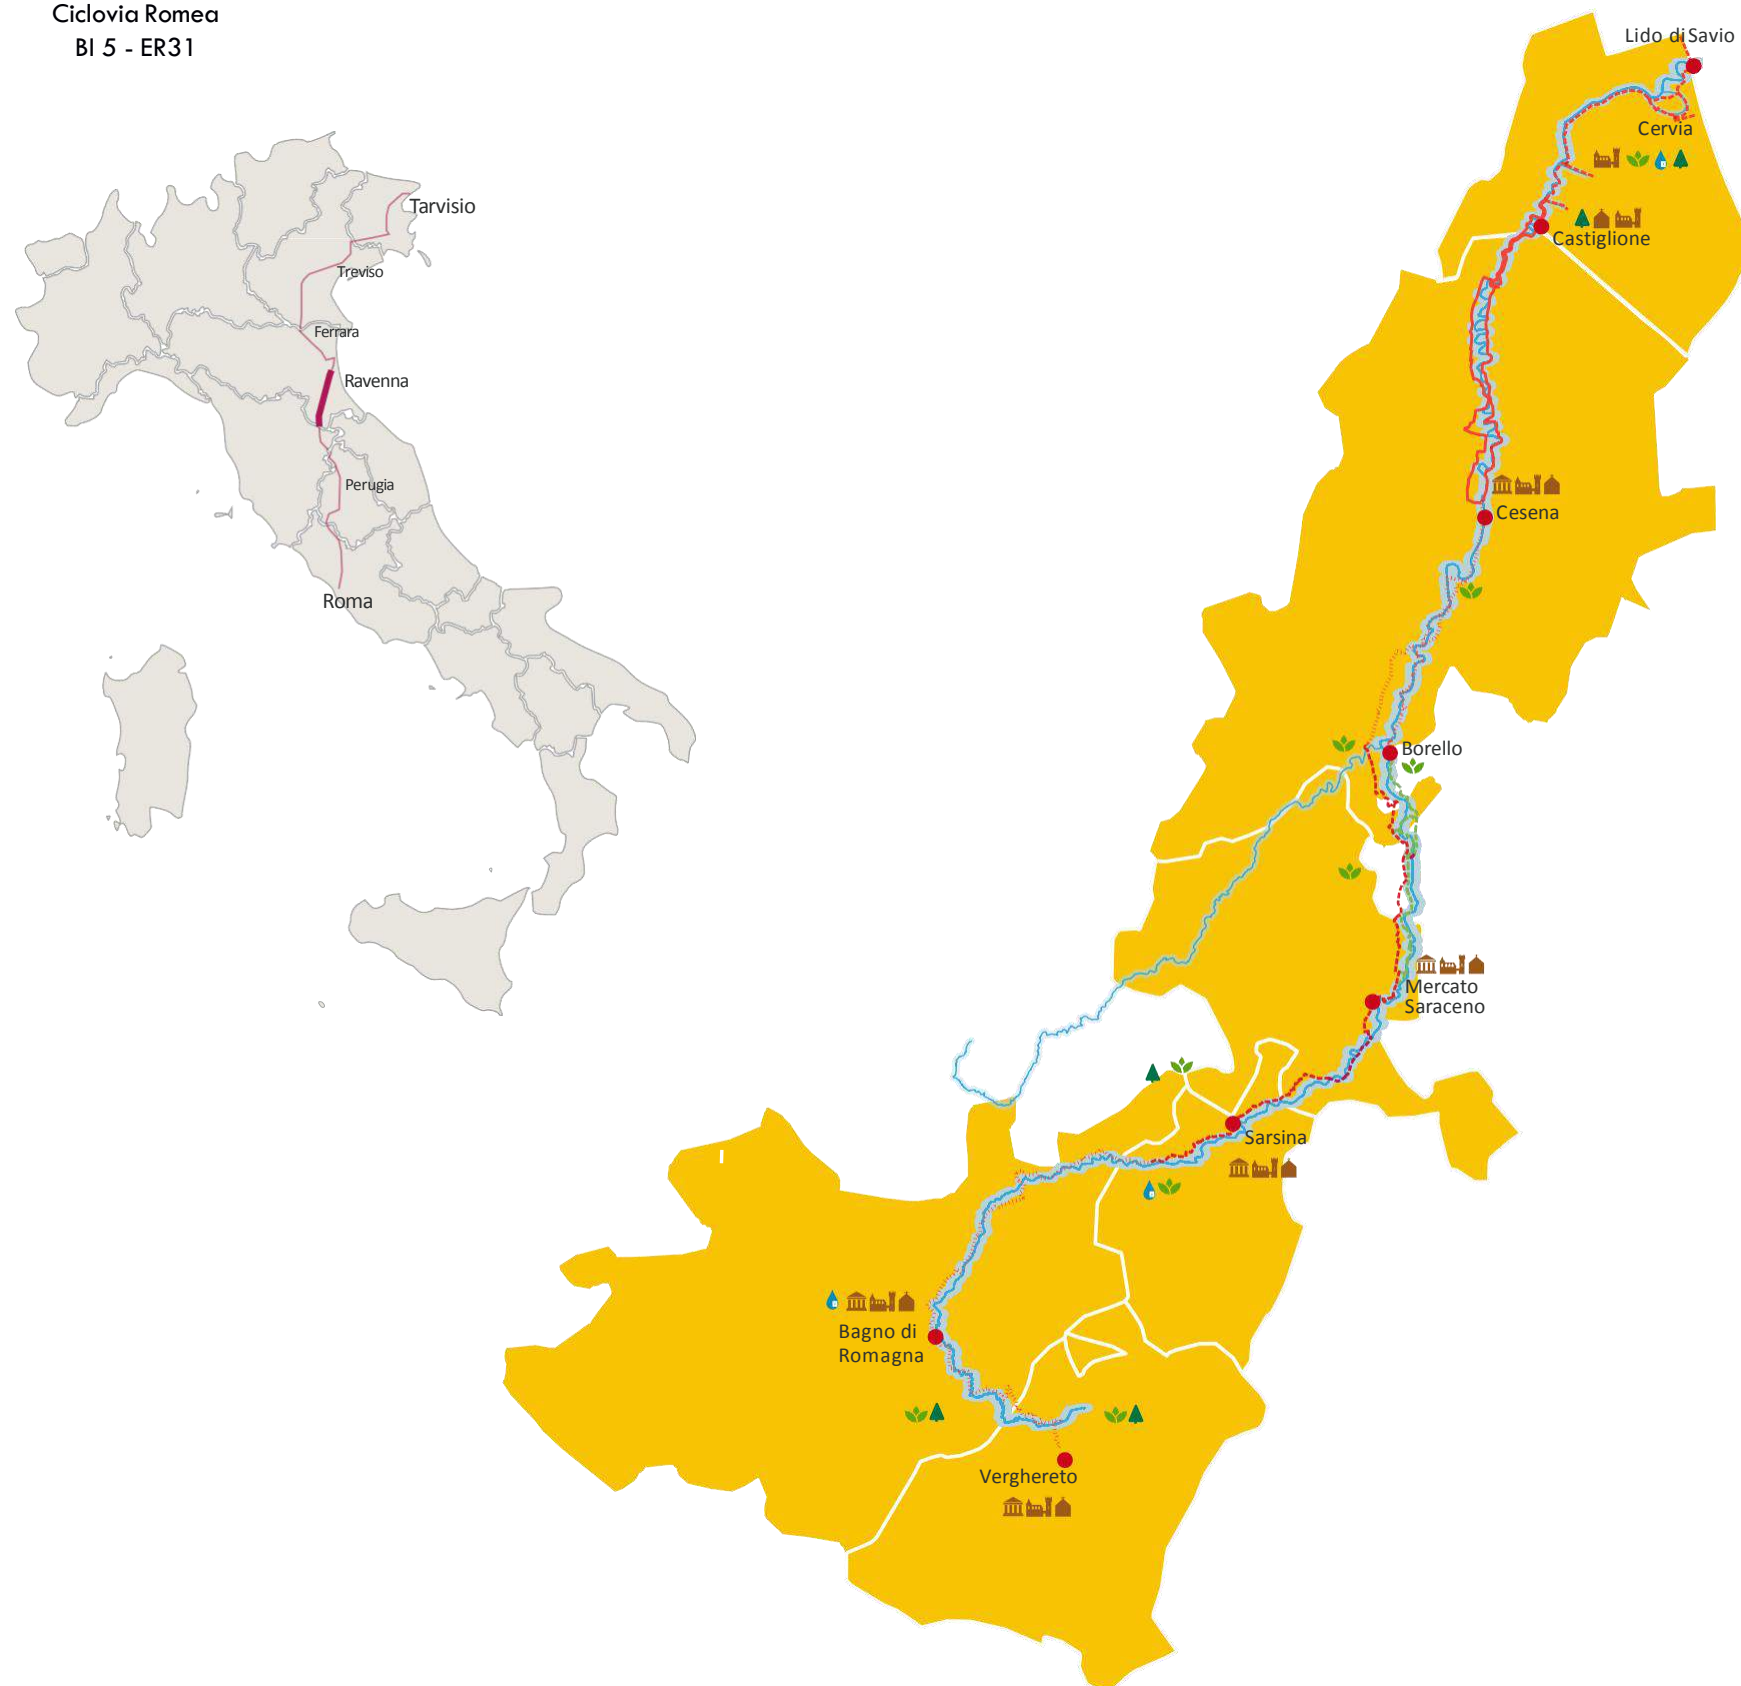 Ciclovia Romea
BI 5 - ER31
Tarvisio
Treviso
Ferrara
Ravenna
Perugia
Roma
Lido di Savio
Cervia
Castiglione
Cesena
Borello
Mercato
Saraceno
Sarsina
Bagno di
Romagna
Verghereto